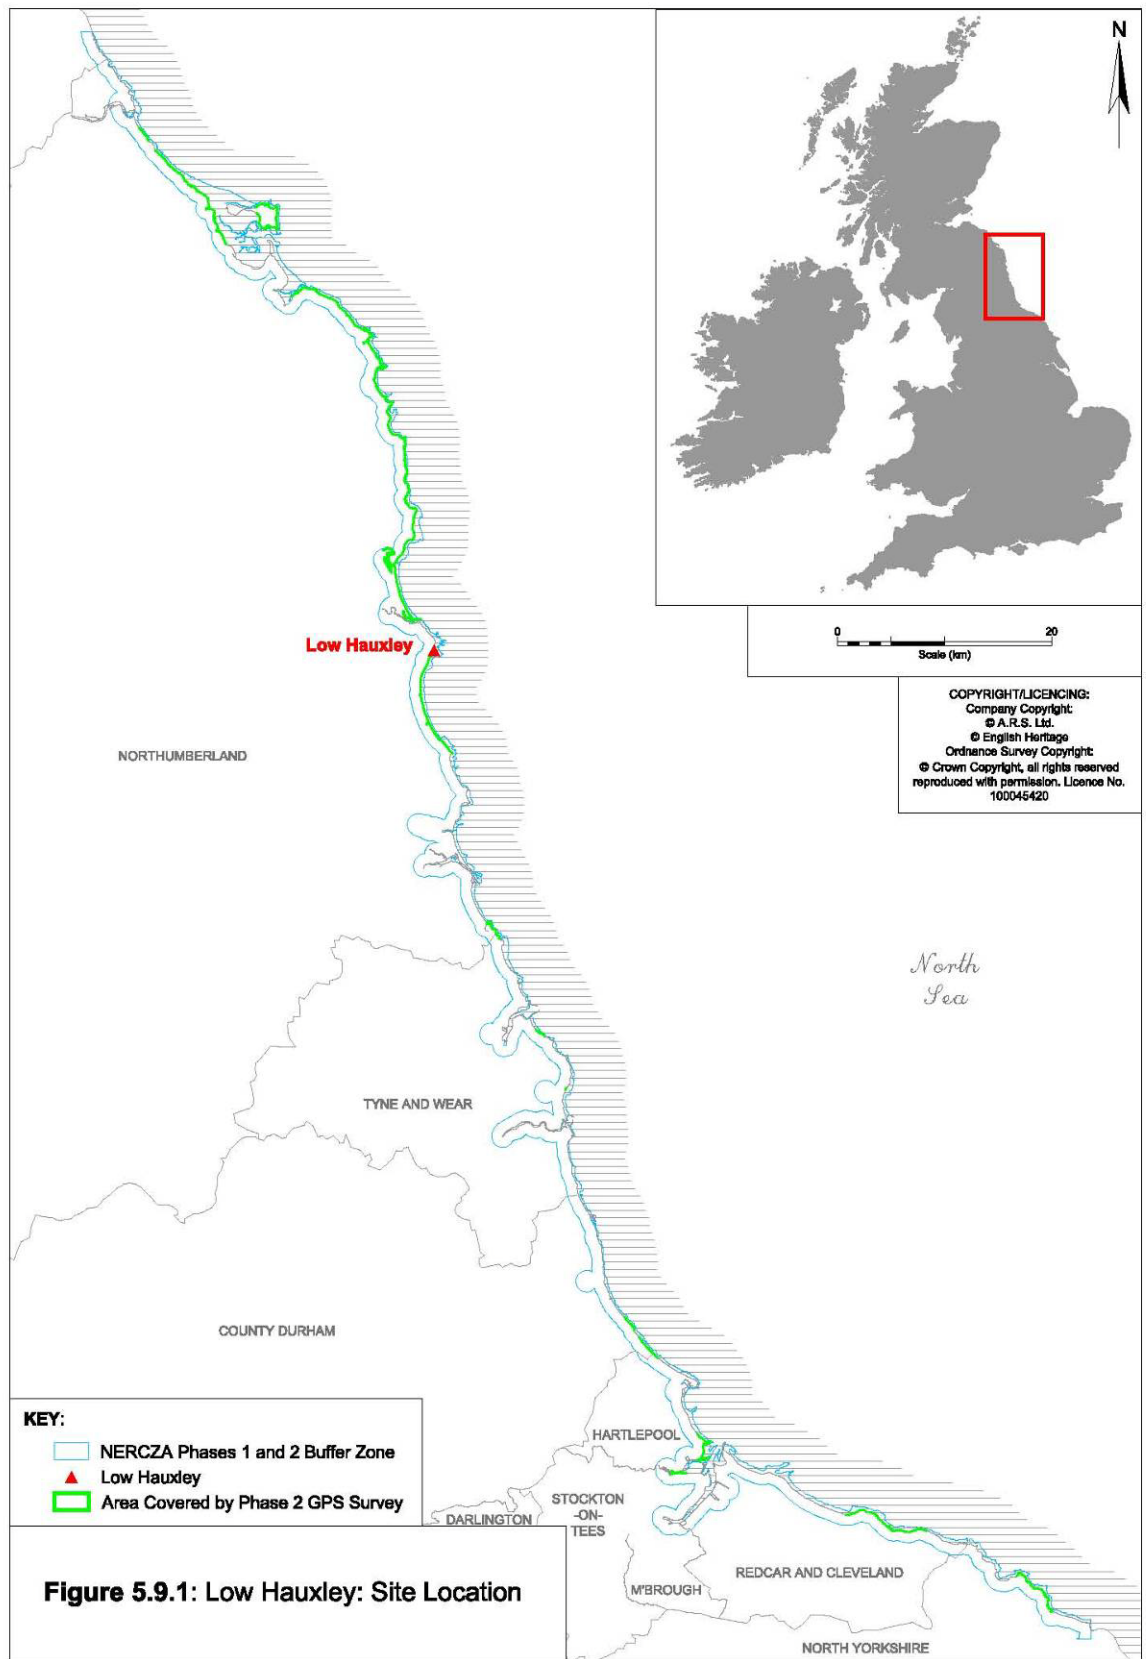 N
0
20
Scale (km)
COPYRIGHT/LICENCING:
Company Copyright:
© A.R.S. Ltd.
© English Heritage
Ordnance Survey Copyright:
© Crown Copyright, all rights reserved
reproduced with permission. Licence No.
100045420
Low Hauxley
NORTHUMBERLAND
North
Sea
TYNE AND WEAR
COUNTY DURHAM
HARTLEPOOL
STOCKTON
-ON-
TEES
DARLINGTON
M'BROUGH
REDCAR AND CLEVELAND
NORTH YORKSHIRE
KEY:
NERCZA Phases 1 and 2 Buffer Zone
Low Hauxley
Area Covered by Phase 2 GPS Survey
Figure 5.9.1: Low Hauxley: Site Location